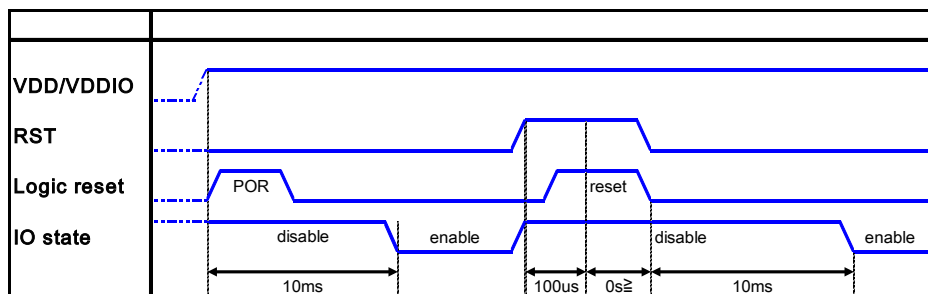 VDD/VDDIO
RST
Logic reset POR reset
IO state disable enable disable enable
10ms 100us 0s≧ 10ms